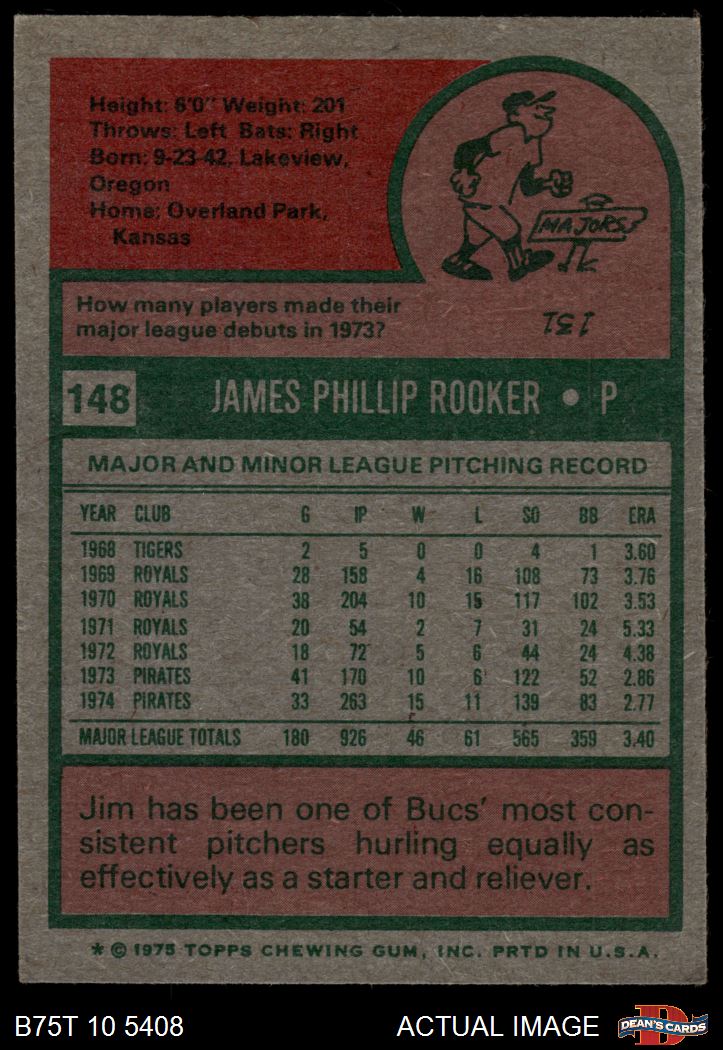 Height: 6'0" Weight: 201
Throws: Left Bats: Right
Born: 9-23-42, Lakeview,
Oregon
Home: Overland Park,
Kansas
MAJORS
How many players made their
major league debuts in 1973?
131
148 JAMES PHILLIP ROOKER • P
MAJOR AND MINOR LEAGUE PITCHING RECORD
YEAR CLUB G IP W L SO BB ERA
1968 TIGERS 2 5 0 0 4 1 3.60
1969 ROYALS 28 158 4 16 108 73 3.76
1970 ROYALS 38 204 10 15 117 102 3.53
1971 ROYALS 20 54 2 7 31 24 5.33
1972 ROYALS 18 72 5 6 44 24 4.38
1973 PIRATES 41 170 10 6 122 52 2.86
1974 PIRATES 33 263 15 11 139 83 2.77
MAJOR LEAGUE TOTALS 180 926 46 61 565 359 3.40
Jim has been one of Bucs' most con-
sistent pitchers hurling equally as
effectively as a starter and reliever.
* © 1975 TOPPS CHEWING GUM, INC. PRTD IN U.S.A.
B75T 10 5408 ACTUAL IMAGE DEAN'S CARDS